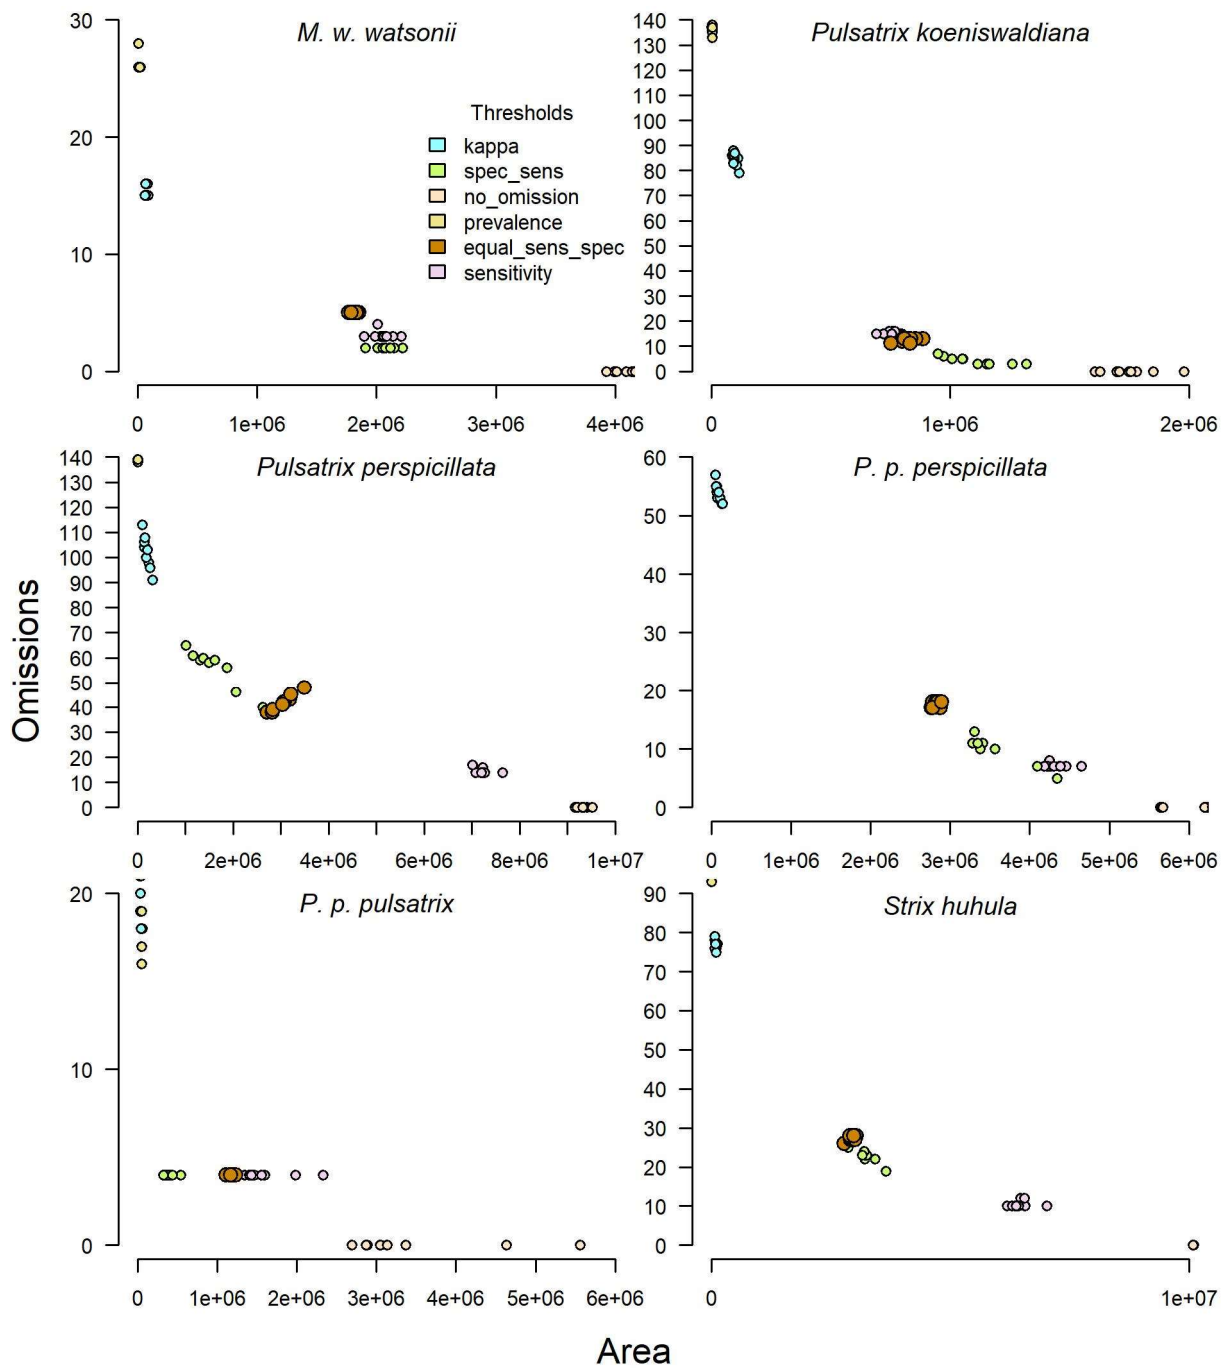 M. w. watsonii
30
20
10
0
Thresholds
kappa
spec_sens
no_omission
prevalence
equal_sens_spec
sensitivity
0 1e+06 2e+06 3e+06 4e+06
Pulsatrix koeniswaldiana
140
130
120
110
100
90
80
70
60
50
40
30
20
10
0
0 1e+06 2e+06
Pulsatrix perspicillata
140
130
120
110
100
90
80
70
60
50
40
30
20
10
0
0 2e+06 4e+06 6e+06 8e+06 1e+07
P. p. perspicillata
60
50
40
30
20
10
0
0 1e+06 2e+06 3e+06 4e+06 5e+06 6e+06
P. p. pulsatrix
20
10
0
0 1e+06 2e+06 3e+06 4e+06 5e+06 6e+06
Strix huhula
90
80
70
60
50
40
30
20
10
0
0 1e+07
Omissions
Area